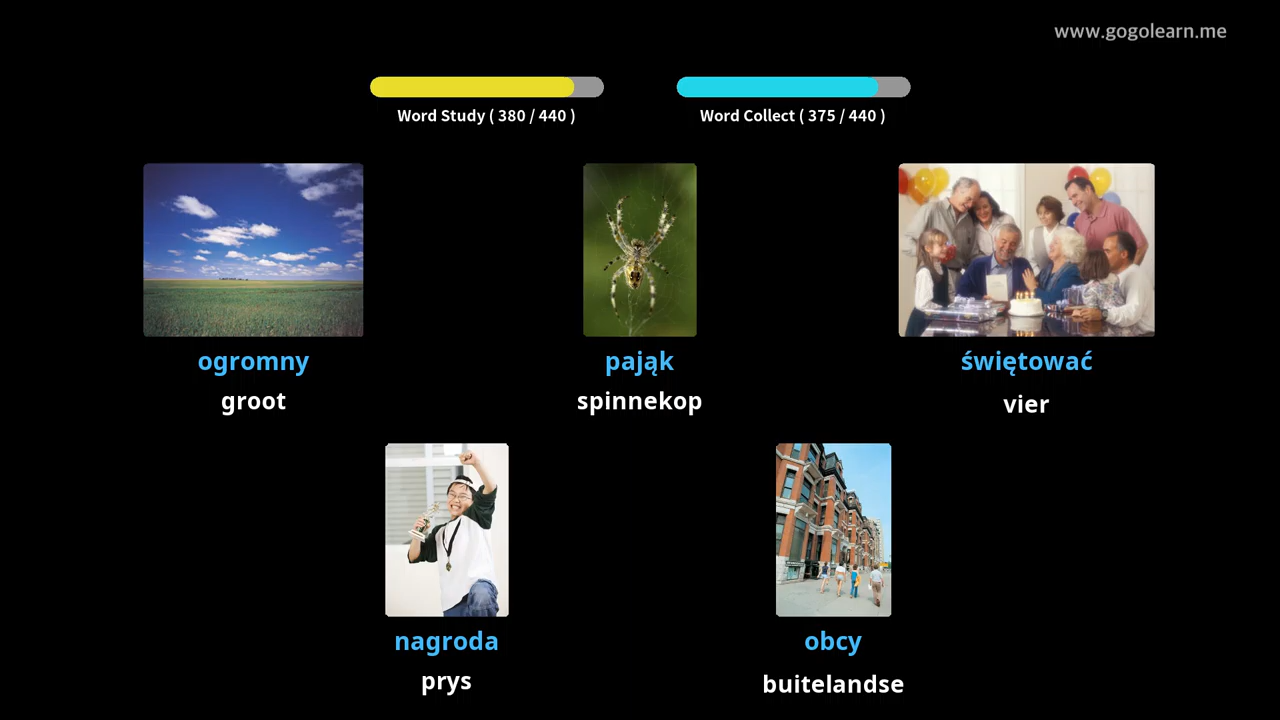 www.gogolearn.me
Word Study ( 380 / 440 )
Word Collect ( 375 / 440 )
ogromny
groot
pająk
spinnekop
świętować
vier
nagroda
prys
obcy
buitelandse